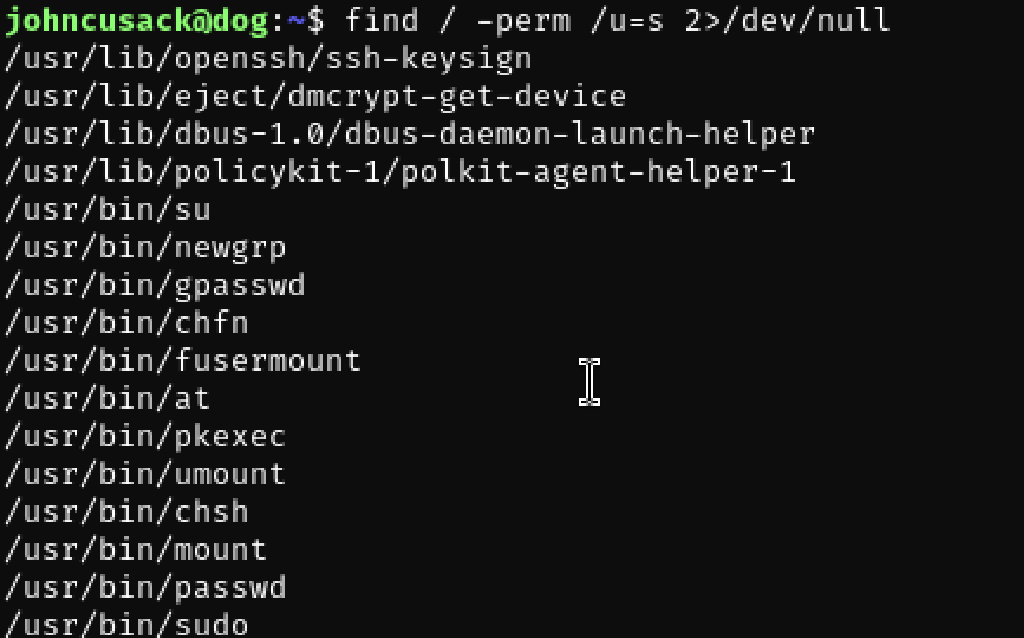 johncusack@dog:~$ find / -perm /u=s 2>/dev/null
/usr/lib/openssh/ssh-keysign
/usr/lib/eject/dmcrypt-get-device
/usr/lib/dbus-1.0/dbus-daemon-launch-helper
/usr/lib/policykit-1/polkit-agent-helper-1
/usr/bin/su
/usr/bin/newgrp
/usr/bin/gpasswd
/usr/bin/chfn
/usr/bin/fusermount
/usr/bin/at
/usr/bin/pkexec
/usr/bin/umount
/usr/bin/chsh
/usr/bin/mount
/usr/bin/passwd
/usr/bin/sudo